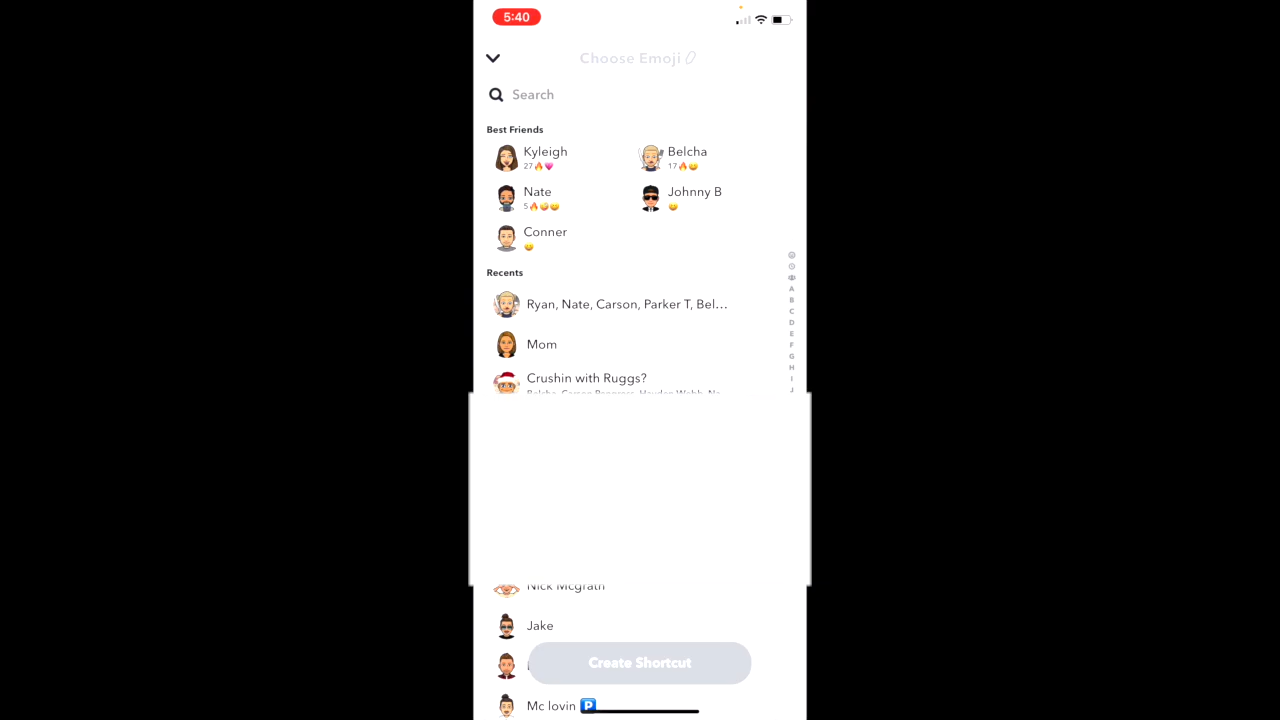 5:40
Choose Emoji
Search
Best Friends
Kyleigh
27🔥💗
Belcha
17🔥😋
Nate
5🔥😜😋
Johnny B
😋
Conner
😋
Recents
Ryan, Nate, Carson, Parker T, Bel...
Mom
Crushin with Ruggs?
A
B
C
D
E
F
G
H
I
J
Nick Mcgrath
Jake
Create Shortcut
Mc lovin 🅿️